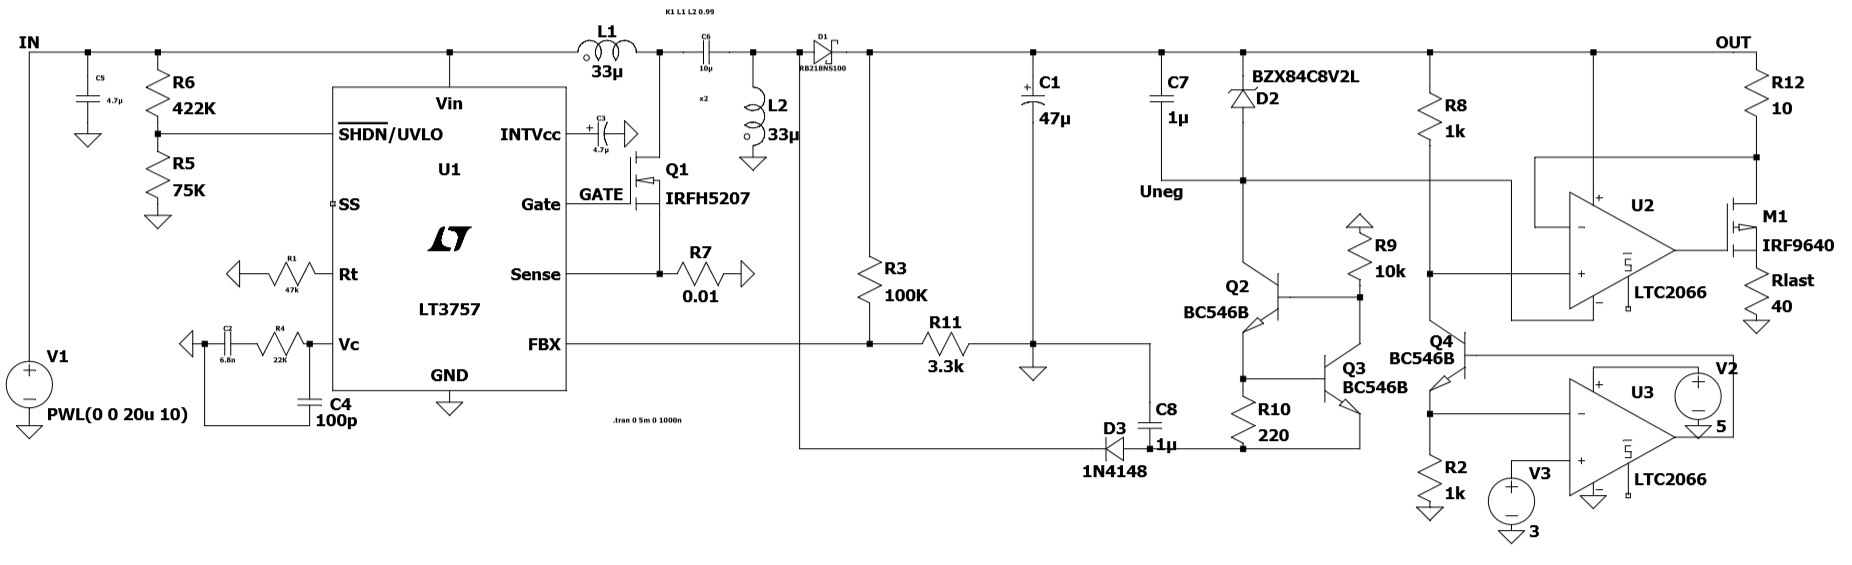 K1 L1 L2 0.99
IN
L1
33µ
C6
10µ
x2
D1
RB218NS100
OUT
C5
4.7µ
R6
422K
R5
75K
Vin
SHDN/UVLO
INTVcc
U1
SS
Gate
Rt
Sense
LT3757
Vc
FBX
GND
C3
4.7µ
GATE
Q1
IRFH5207
R7
0.01
L2
33µ
C1
47µ
C7
1µ
BZX84C8V2L
D2
R8
1k
R12
10
Uneg
U2
LTC2066
M1
IRF9640
Rlast
40
R3
100K
R11
3.3k
Q2
BC546B
R9
10k
Q3
BC546B
Q4
BC546B
R1
47k
C2
6.8n
R4
22K
C4
100p
V1
PWL(0 0 20u 10)
.tran 0 5m 0 1000n
D3
1N4148
C8
1µ
R10
220
R2
1k
V3
3
U3
LTC2066
V2
5